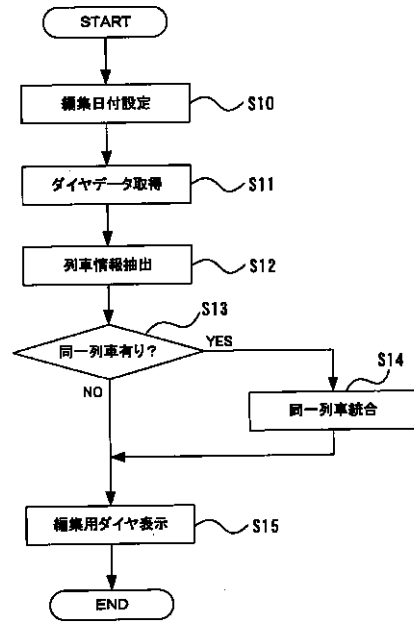 START
編集日付設定
S10
ダイヤデータ取得
S11
列車情報抽出
S12
S13
同一列車有り?
YES
NO
S14
同一列車統合
編集用ダイヤ表示
S15
END